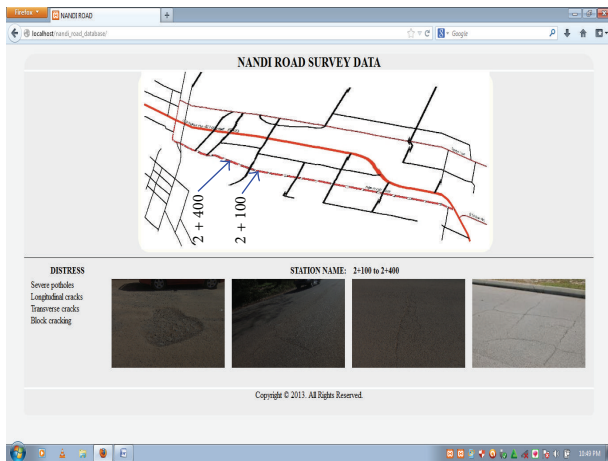 Firefox
NANDI ROAD
+
localhost/nandi_road_database/
Google
NANDI ROAD SURVEY DATA
2 + 400
2 + 100
DISTRESS
Severe potholes
Longitudinal cracks
Transverse cracks
Block cracking
STATION NAME: 2+100 to 2+400
Copyright © 2013. All Rights Reserved.
10:49 PM